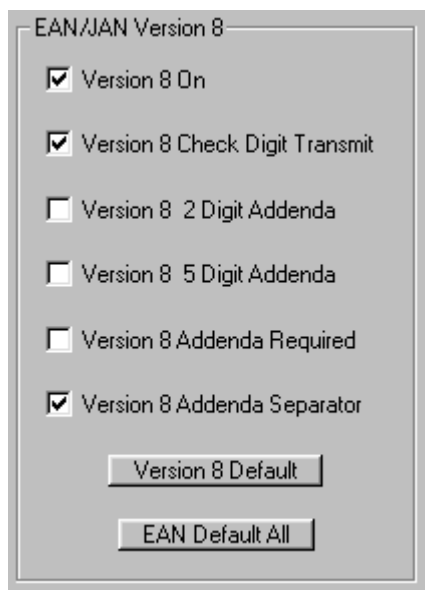 EAN/JAN Version 8
Version 8 On
Version 8 Check Digit Transmit
Version 8 2 Digit Addenda
Version 8 5 Digit Addenda
Version 8 Addenda Required
Version 8 Addenda Separator
Version 8 Default
EAN Default All